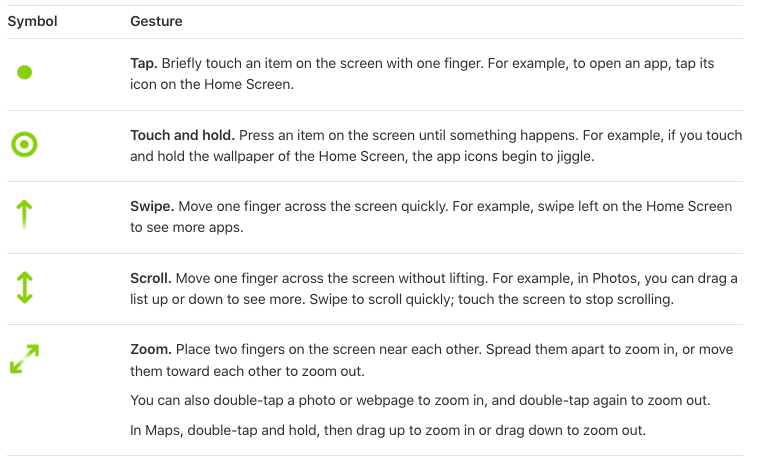 Symbol Gesture
Tap. Briefly touch an item on the screen with one finger. For example, to open an app, tap its
icon on the Home Screen.
Touch and hold. Press an item on the screen until something happens. For example, if you touch
and hold the wallpaper of the Home Screen, the app icons begin to jiggle.
Swipe. Move one finger across the screen quickly. For example, swipe left on the Home Screen
to see more apps.
Scroll. Move one finger across the screen without lifting. For example, in Photos, you can drag a
list up or down to see more. Swipe to scroll quickly; touch the screen to stop scrolling.
Zoom. Place two fingers on the screen near each other. Spread them apart to zoom in, or move
them toward each other to zoom out.
You can also double-tap a photo or webpage to zoom in, and double-tap again to zoom out.
In Maps, double-tap and hold, then drag up to zoom in or drag down to zoom out.